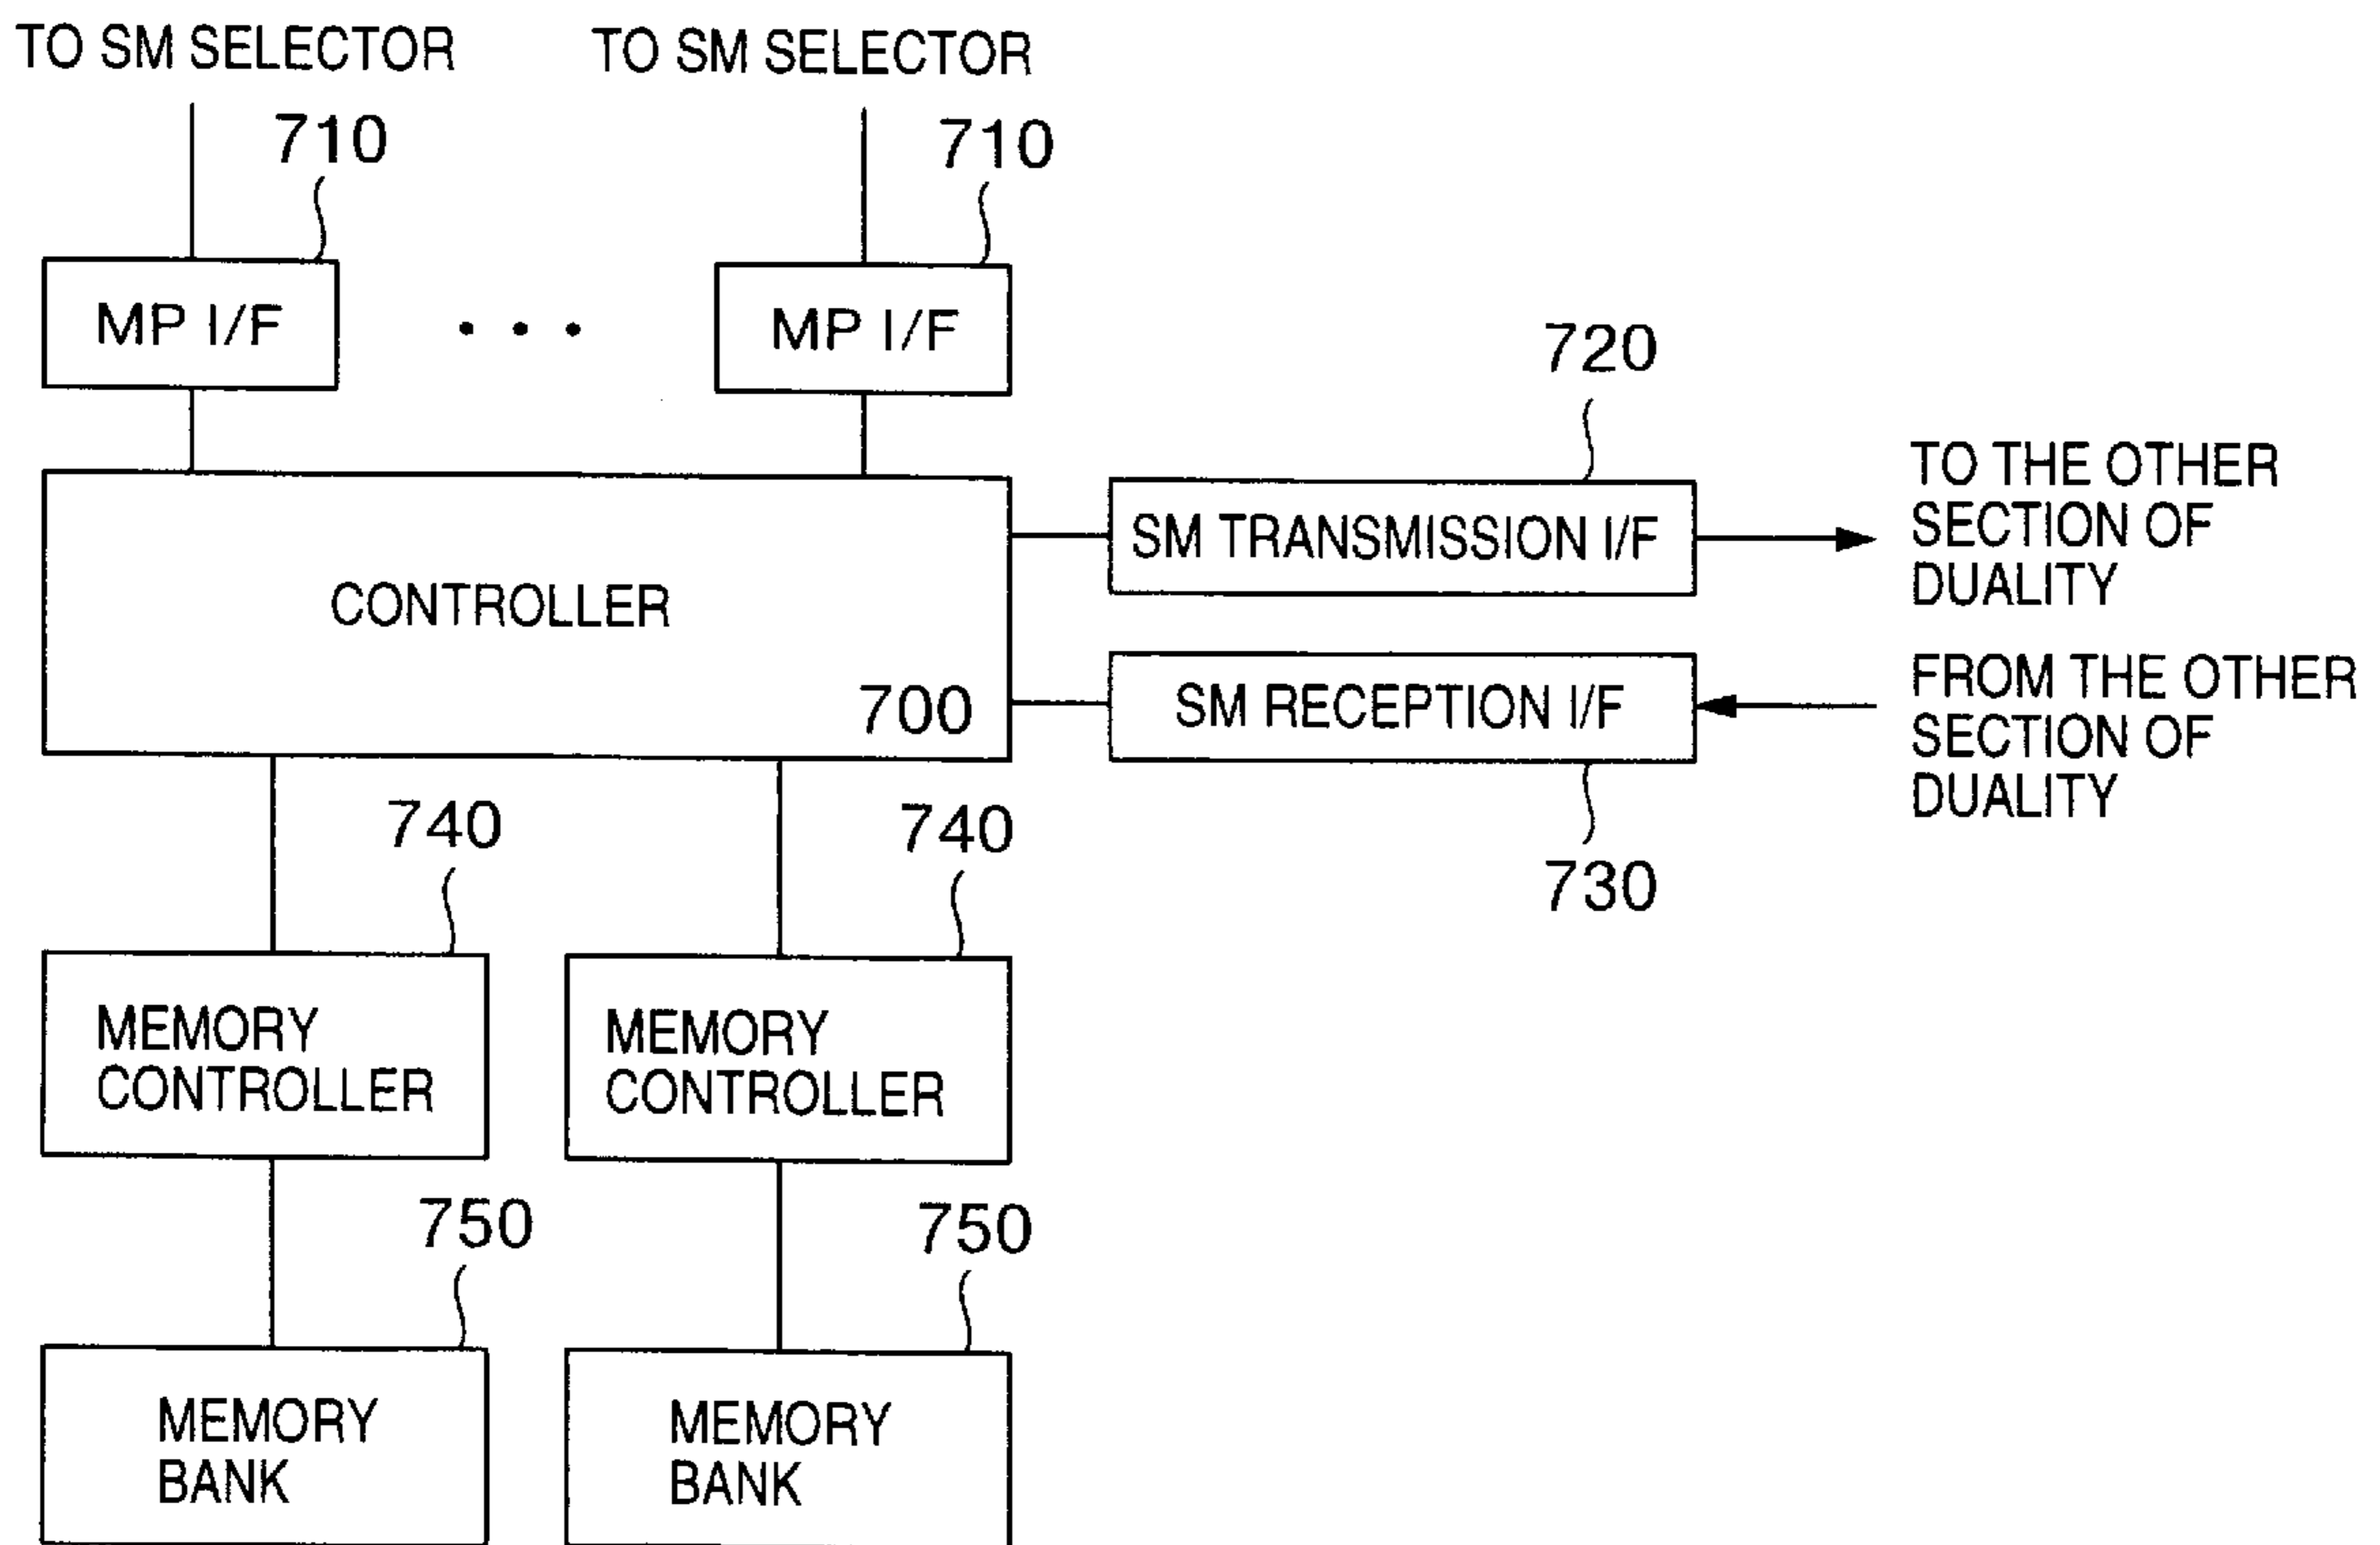 TO SM SELECTOR
TO SM SELECTOR
710
710
MP I/F
• • •
MP I/F
720
SM TRANSMISSION I/F
TO THE OTHER
SECTION OF
DUALITY
CONTROLLER
700
SM RECEPTION I/F
FROM THE OTHER
SECTION OF
DUALITY
730
740
740
MEMORY
CONTROLLER
MEMORY
CONTROLLER
750
750
MEMORY
BANK
MEMORY
BANK